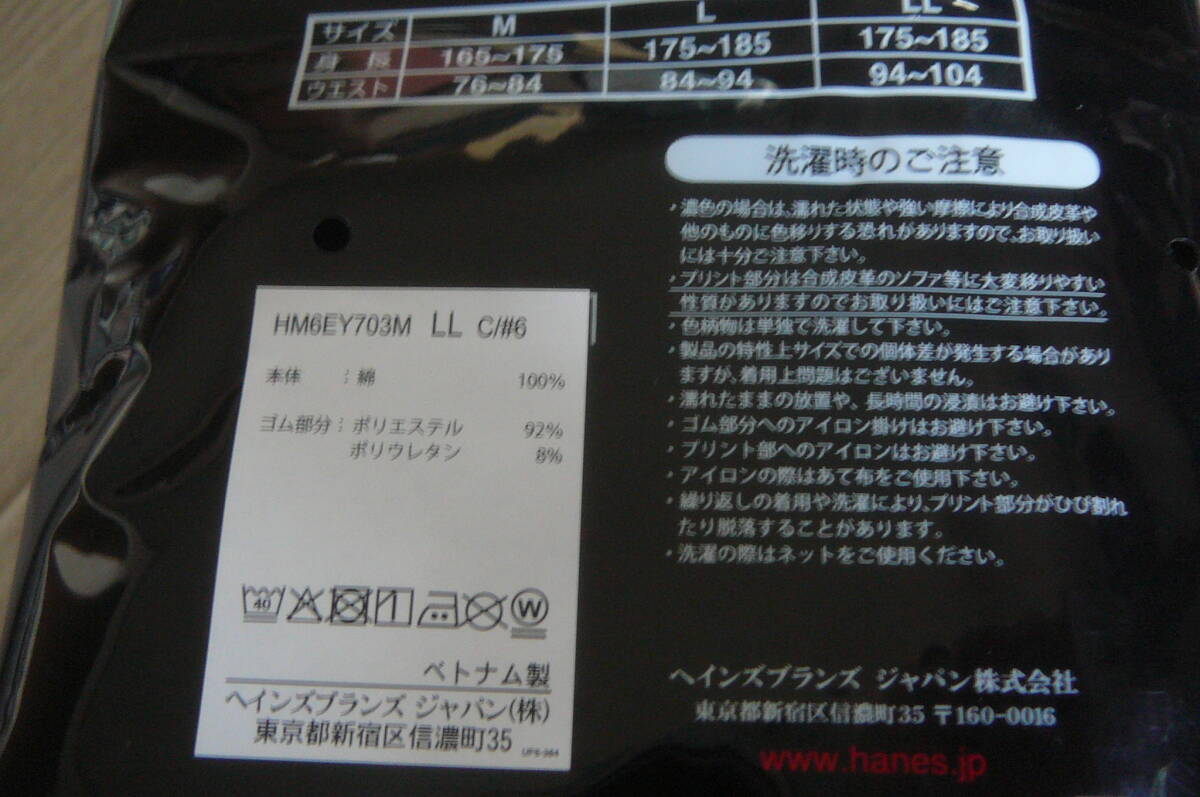 サイズ M L LL
身長 165~175 175~185 175~185
ウエスト 76~84 84~94 94~104
洗濯時のご注意
・濃色の場合は、濡れた状態や強い摩擦により合成皮革や
他のものに色移りする恐れがありますので、お取り扱い
には十分ご注意下さい。
・プリント部分は合成皮革のソファ等に大変移りやすい
性質がありますのでお取り扱いにはご注意下さい。
・色柄物は単独で洗濯して下さい。
・製品の特性上サイズでの個体差が発生する場合があり
ますが、着用上問題はございません。
・濡れたままの放置や、長時間の浸漬はお避け下さい。
・ゴム部分へのアイロン掛けはお避け下さい。
・プリント部へのアイロンはお避け下さい。
・アイロンの際はあて布をご使用下さい。
・繰り返しの着用や洗濯により、プリント部分がひび割れ
たり脱落することがあります。
・洗濯の際はネットをご使用ください。
HM6EY703M LL C/#6
本体 : 綿 100%
ゴム部分 : ポリエステル 92%
ポリウレタン 8%
40 W
ベトナム製
ヘインズブランズ ジャパン(株)
東京都新宿区信濃町35
ヘインズブランズ ジャパン株式会社
東京都新宿区信濃町35 〒160-0016
www.hanes.jp